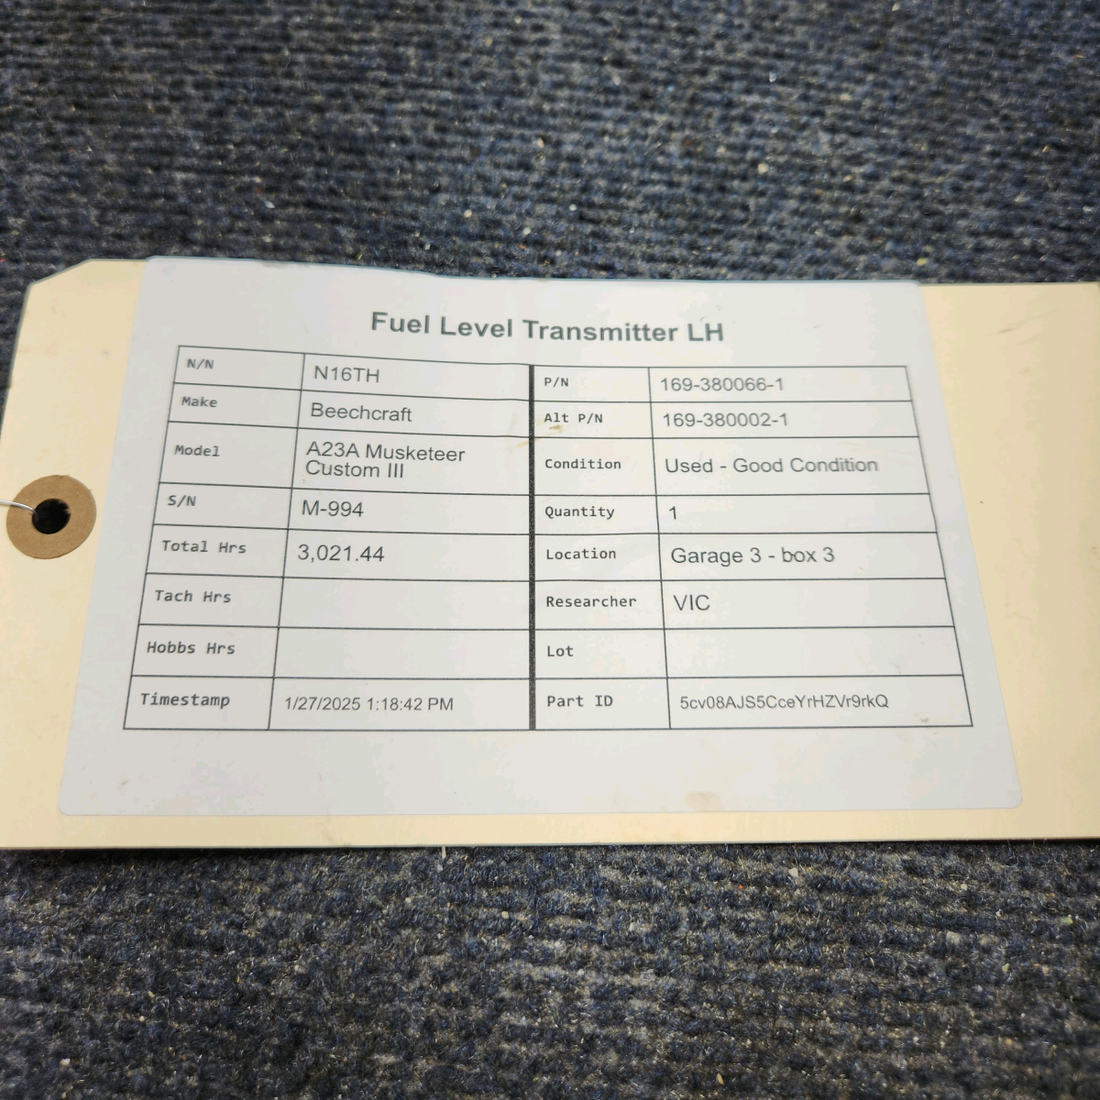 Fuel Level Transmitter LH
N/N N16TH
Make Beechcraft
Model A23A Musketeer
Custom III
S/N M-994
Total Hrs 3,021.44
Tach Hrs
Hobbs Hrs
Timestamp 1/27/2025 1:18:42 PM
P/N 169-380066-1
Alt P/N 169-380002-1
Condition Used - Good Condition
Quantity 1
Location Garage 3 - box 3
Researcher VIC
Lot
Part ID 5cv08AJS5CceYrHZVr9rkQ